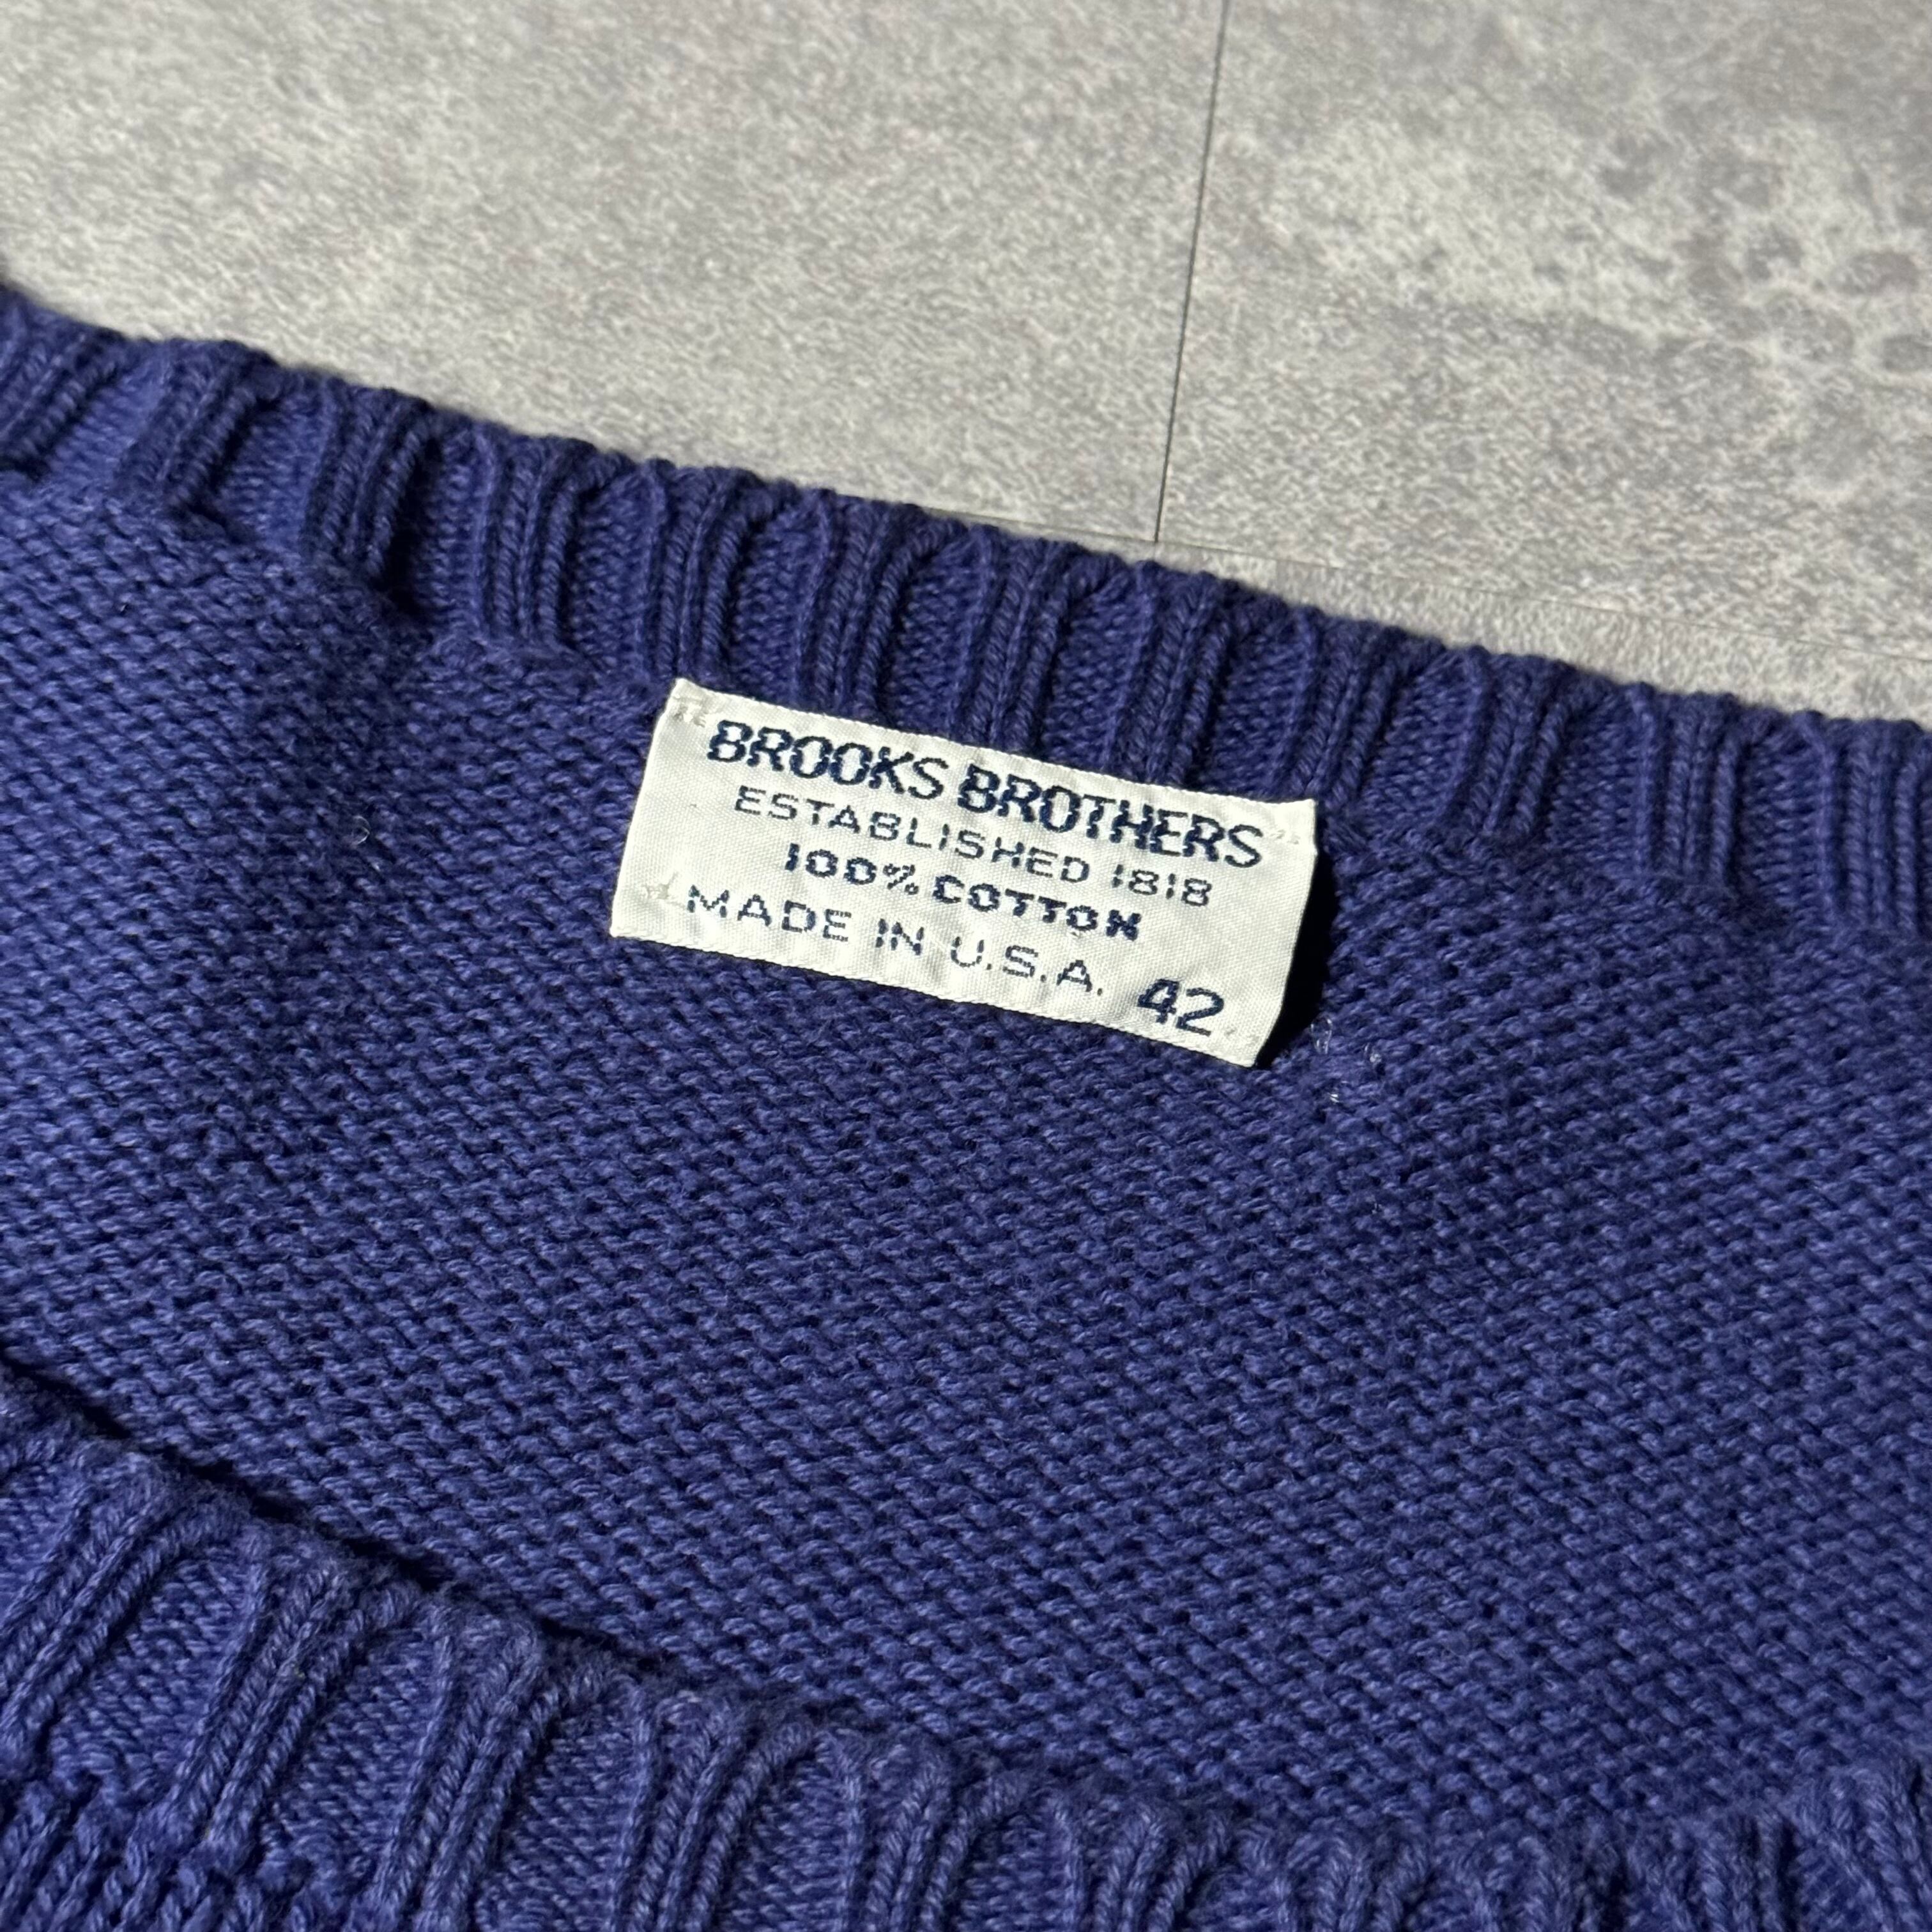 BROOKS BROTHERS
ESTABLISHED 1818
100% COTTON
MADE IN U.S.A. 42